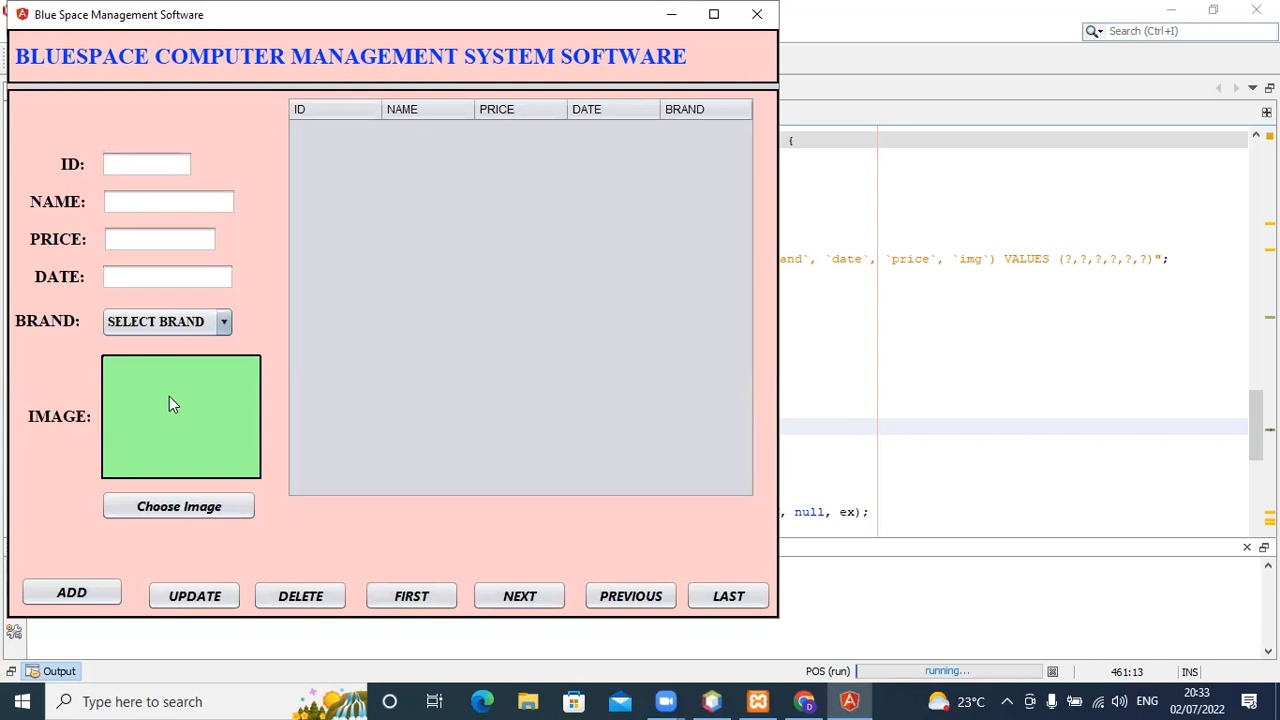 Blue Space Management Software
BLUESPACE COMPUTER MANAGEMENT SYSTEM SOFTWARE
Search (Ctrl+I)
ID NAME PRICE DATE BRAND
{
ID:
NAME:
PRICE:
DATE:
and`, `date`, `price`, `img`) VALUES (?,?,?,?,?,?)";
BRAND: SELECT BRAND
IMAGE:
Choose Image
, null, ex);
ADD UPDATE DELETE FIRST NEXT PREVIOUS LAST
Output
POS (run) running... 461:13 INS
Type here to search
23°C ENG
20:33
02/07/2022